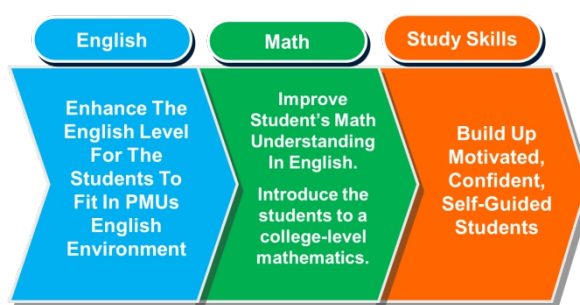 English
Enhance The
English Level
For The
Students To
Fit In PMUs
English
Environment
Math
Improve
Student's Math
Understanding
In English.
Introduce the
students to a
college-level
mathematics.
Study Skills
Build Up
Motivated,
Confident,
Self-Guided
Students